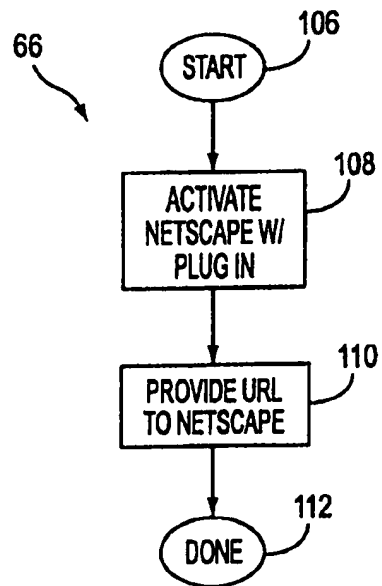 106
66
START
108
ACTIVATE
NETSCAPE W/
PLUG IN
110
PROVIDE URL
TO NETSCAPE
112
DONE